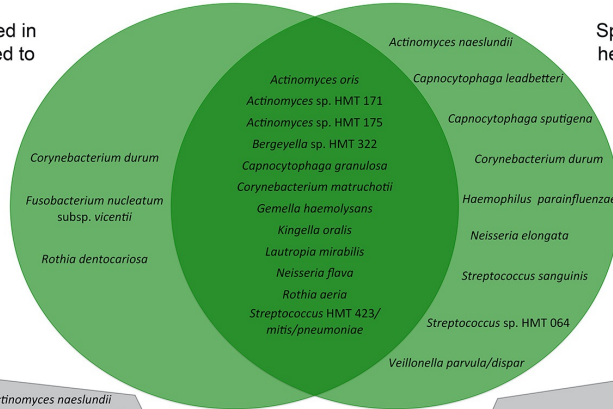 ed in
ed to
Sp
he
Corynebacterium durum
Fusobacterium nucleatum
subsp. vicentii
Rothia dentocariosa
Actinomyces oris
Actinomyces sp. HMT 171
Actinomyces sp. HMT 175
Bergeyella sp. HMT 322
Capnocytophaga granulosa
Corynebacterium matruchotii
Gemella haemolysans
Kingella oralis
Lautropia mirabilis
Neisseria flava
Rothia aeria
Streptococcus HMT 423/
mitis/pneumoniae
Actinomyces naeslundii
Capnocytophaga leadbetteri
Capnocytophaga sputigena
Corynebacterium durum
Haemophilus parainfluenzae
Neisseria elongata
Streptococcus sanguinis
Streptococcus sp. HMT 064
Veillonella parvula/dispar
ctinomyces naeslundii